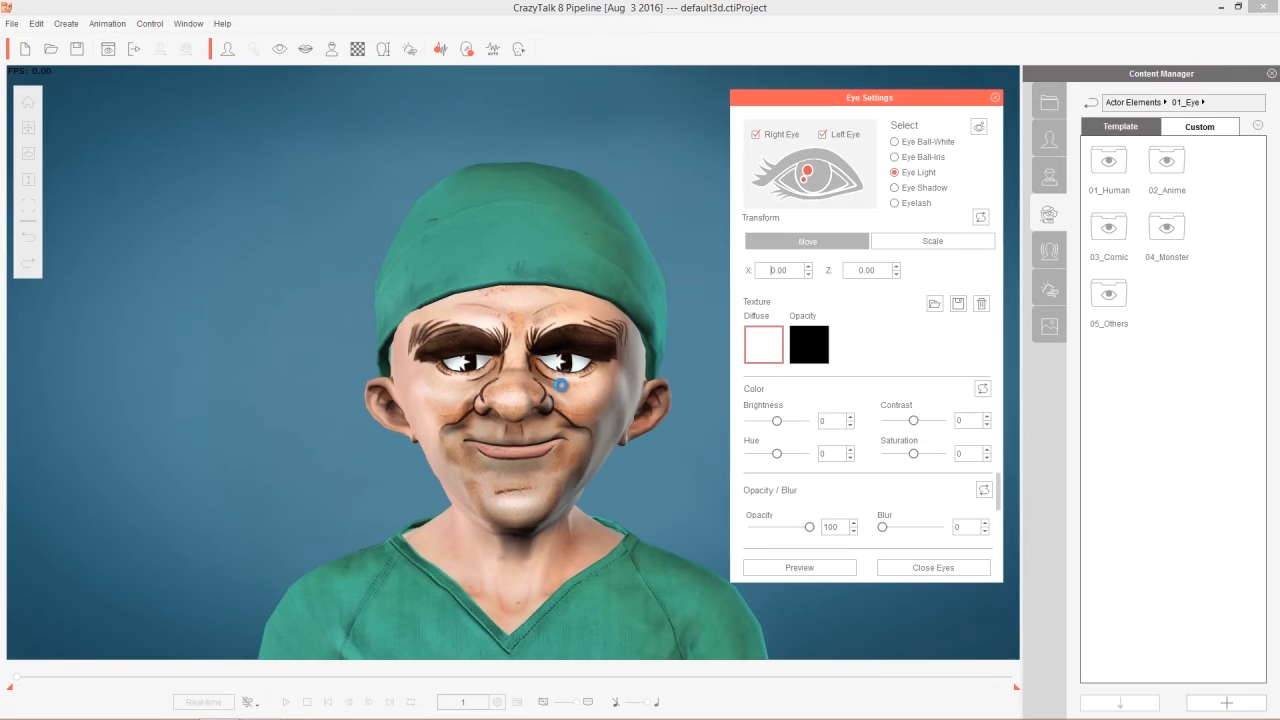 CrazyTalk 8 Pipeline [Aug 3 2016] --- default3d.ctiProject
File Edit Create Animation Control Window Help
FPS: 0.00
Content Manager
Eye Settings
Actor Elements 01_Eye
Right Eye Left Eye
Select
Template Custom
Eye Ball-White
Eye Ball-Iris
Eye Light
Eye Shadow
Eyelash
01_Human 02_Anime
Transform
Move Scale
03_Comic 04_Monster
X: 0.00 Z: 0.00
Texture
Diffuse Opacity
05_Others
Color
Brightness Contrast
0 0
Hue Saturation
0 0
Opacity / Blur
Opacity Blur
100 0
Preview Close Eyes
Real-time 1
AUTO